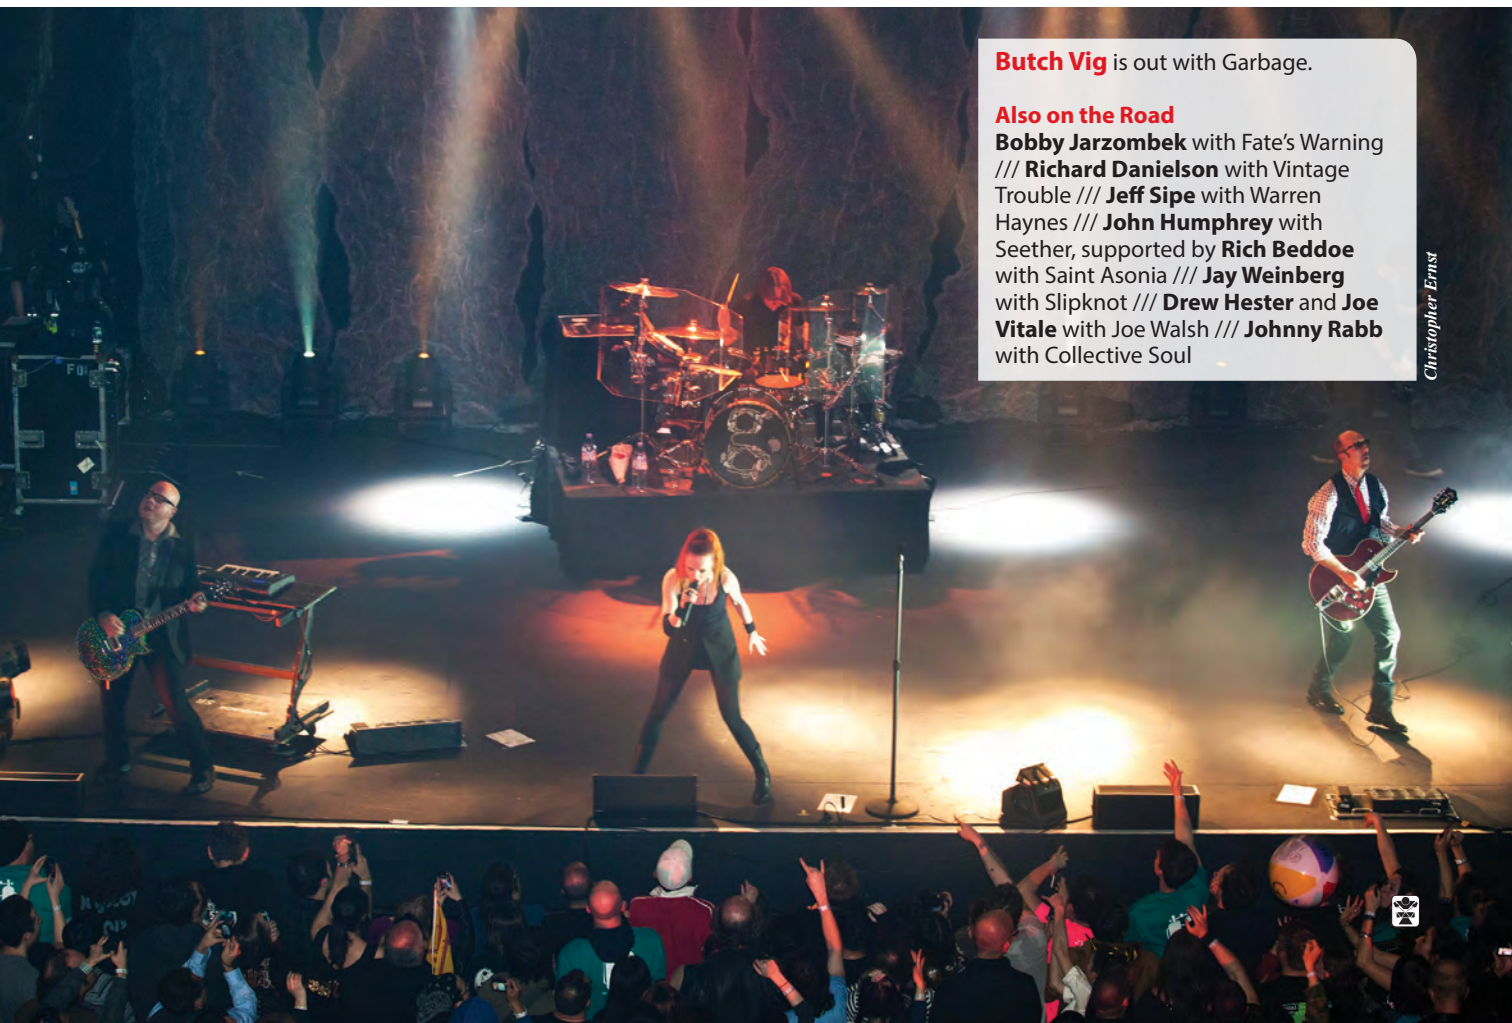 Butch Vig is out with Garbage.
Also on the Road
Bobby Jarzombek with Fate’s Warning
/// Richard Danielson with Vintage
Trouble /// Jeff Sipe with Warren
Haynes /// John Humphrey with
Seether, supported by Rich Beddoe
with Saint Asonia /// Jay Weinberg
with Slipknot /// Drew Hester and Joe
Vitale with Joe Walsh /// Johnny Rabb
with Collective Soul
Christopher Ernst
g